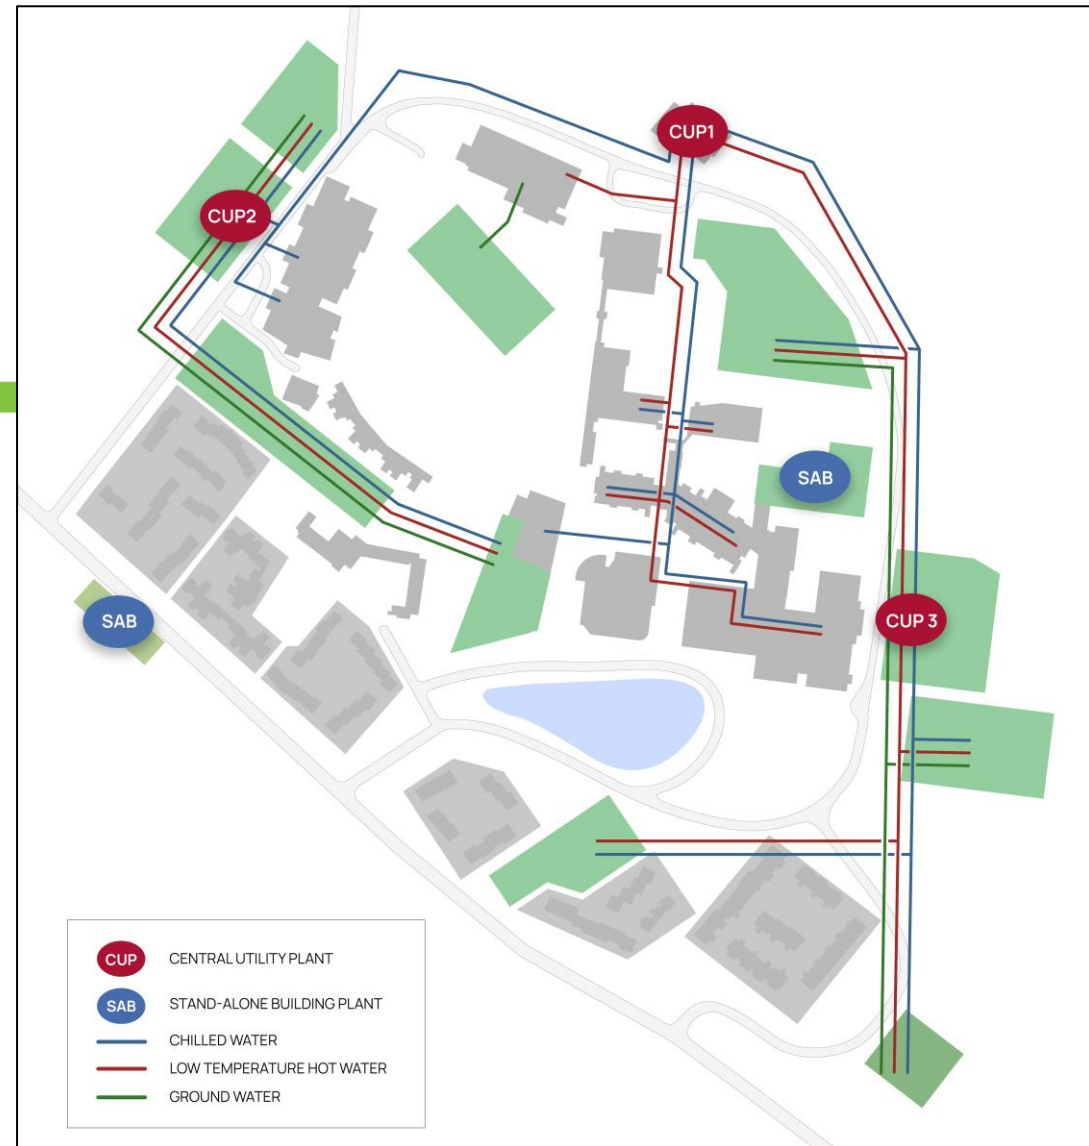 CUP1
CUP2
SAB
SAB
CUP 3
CUP CENTRAL UTILITY PLANT
SAB STAND-ALONE BUILDING PLANT
CHILLED WATER
LOW TEMPERATURE HOT WATER
GROUND WATER